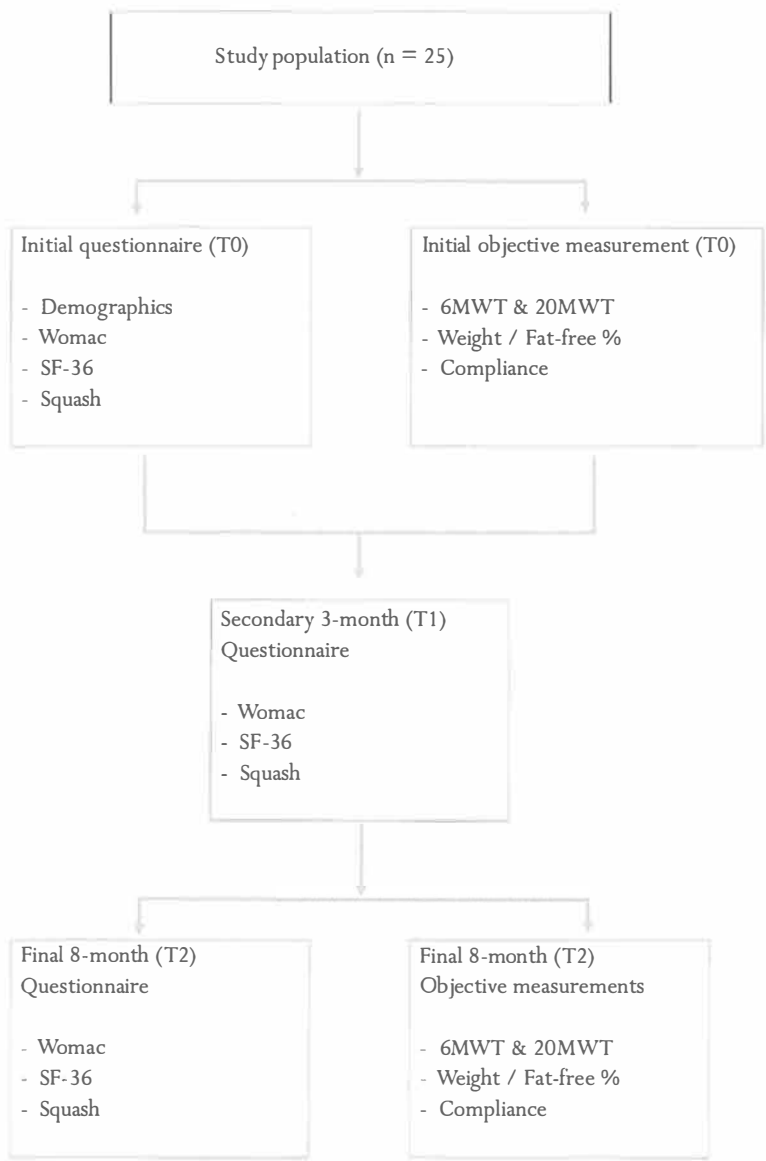 Study population (n = 25)
Initial questionnaire (T0)
- Demographics
- Womac
- SF-36
- Squash
Initial objective measurement (T0)
- 6MWT & 20MWT
- Weight / Fat-free %
- Compliance
Secondary 3-month (T1)
Questionnaire
- Womac
- SF-36
- Squash
Final 8-month (T2)
Questionnaire
- Womac
- SF-36
- Squash
Final 8-month (T2)
Objective measurements
- 6MWT & 20MWT
- Weight / Fat-free %
- Compliance